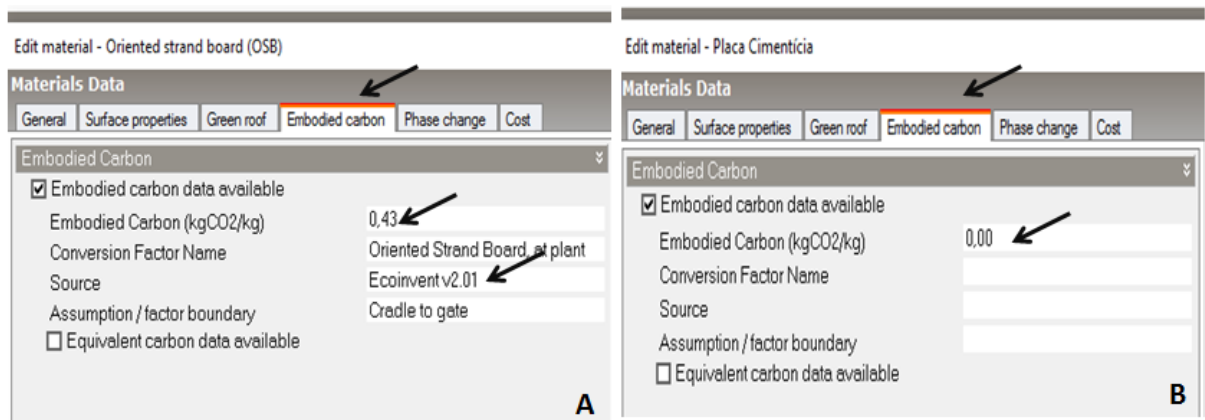 Edit material - Oriented strand board (OSB)
Materials Data
General Surface properties Green roof Embodied carbon Phase change Cost
Embodied Carbon
Embodied carbon data available
Embodied Carbon (kgCO2/kg) 0,43
Conversion Factor Name Oriented Strand Board, at plant
Source Ecoinvent v2.01
Assumption / factor boundary Cradle to gate
Equivalent carbon data available
A
Edit material - Placa Cimentícia
Materials Data
General Surface properties Green roof Embodied carbon Phase change Cost
Embodied Carbon
Embodied carbon data available
Embodied Carbon (kgCO2/kg) 0,00
Conversion Factor Name
Source
Assumption / factor boundary
Equivalent carbon data available
B